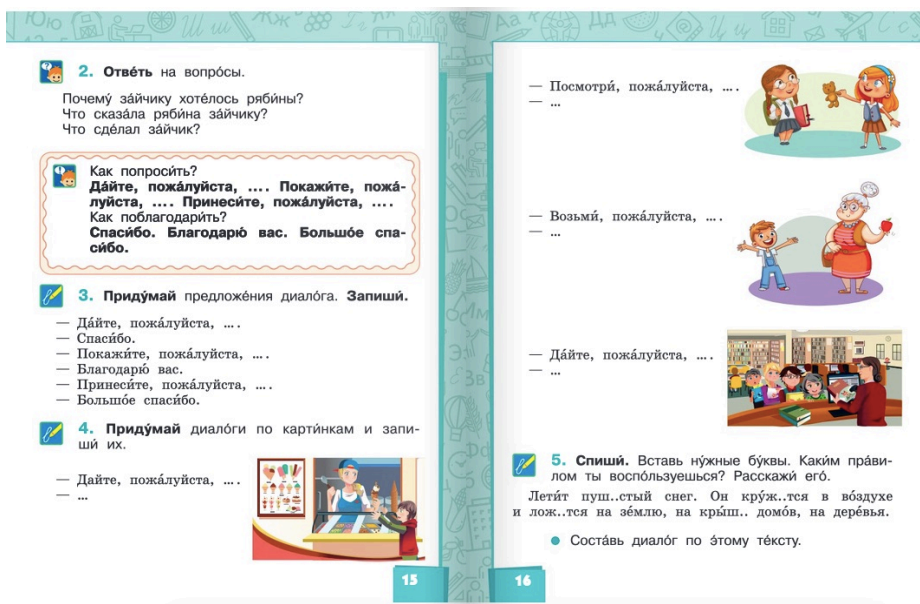 2. Отве́ть на вопро́сы.
Почему́ за́йчику хоте́лось ряби́ны?
Что сказа́ла ряби́на за́йчику?
Что сде́лал за́йчик?
Как попроси́ть?
Да́йте, пожа́луйста, .... Покажи́те, пожа́-
луйста, .... Принеси́те, пожа́луйста, ....
Как поблагодари́ть?
Спаси́бо. Благодарю́ вас. Большо́е спа-
си́бо.
3. Приду́май предложе́ния диало́га. Запиши́.
— Да́йте, пожа́луйста, ....
— Спаси́бо.
— Покажи́те, пожа́луйста, ....
— Благодарю́ вас.
— Принеси́те, пожа́луйста, ....
— Большо́е спаси́бо.
4. Приду́май диало́ги по карти́нкам и запи-
ши́ их.
— Дайте, пожа́луйста, ....
— ...
15
— Посмотри́, пожа́луйста, ....
— ...
— Возьми́, пожа́луйста, ....
— ...
— Да́йте, пожа́луйста, ....
— ...
5. Спиши́. Вставь ну́жные бу́квы. Каки́м пра́ви-
лом ты воспо́льзуешься? Расскажи́ его́.
Лети́т пуш..стый снег. Он кру́ж..тся в во́здухе
и лож..тся на зе́млю, на кры́ш.. домо́в, на дере́вья.
● Соста́вь диало́г по э́тому те́ксту.
16